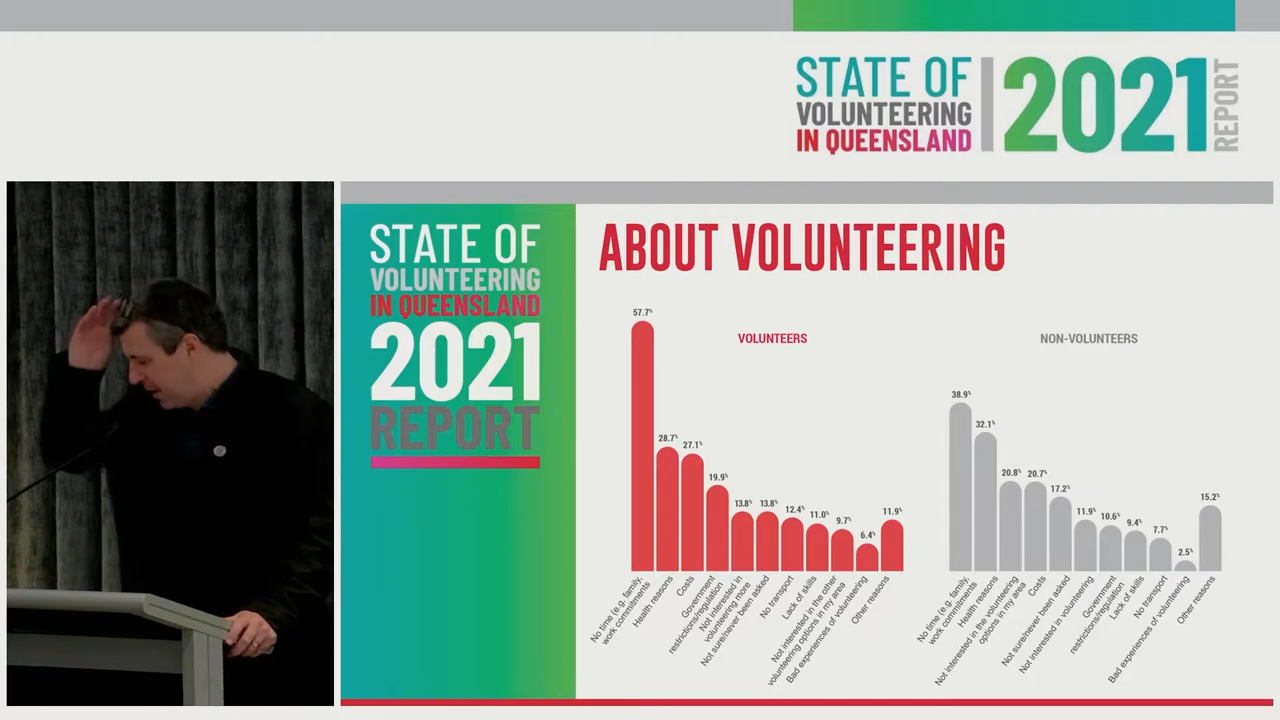 STATE OF
VOLUNTEERING
IN QUEENSLAND
2021
REPORT
STATE OF
VOLUNTEERING
IN QUEENSLAND
2021
REPORT
ABOUT VOLUNTEERING
VOLUNTEERS
57.7%
28.7%
27.1%
19.9%
13.8%
13.8%
12.4%
11.0%
9.7%
6.4%
11.9%
No time (e.g. family,
work commitments
Health reasons
Costs
Government
restrictions/regulation
Not interested in
volunteering more
Not sure/never been asked
No transport
Lack of skills
Not interested in the other
volunteering options in my area
Bad experiences of volunteering
Other reasons
NON-VOLUNTEERS
38.9%
32.1%
20.8%
20.7%
17.2%
11.9%
10.6%
9.4%
7.7%
2.5%
15.2%
No time (e.g. family,
work commitments
Health reasons
Not interested in the volunteering
options in my area
Costs
Not sure/never been asked
Not interested in volunteering
Government
restrictions/regulation
Lack of skills
No transport
Bad experiences of volunteering
Other reasons